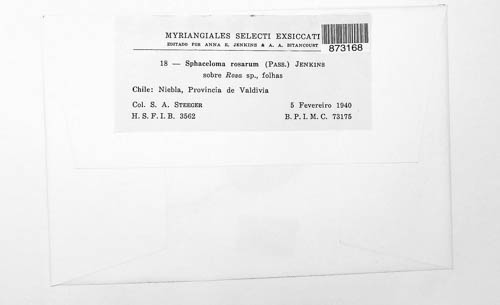 MYRIANGIALES SELECTI EXSICCATI
EDITADO POR ANNA E. JENKINS & A. A. BITANCOURT
873168
18 — Sphaceloma rosarum (PASS.) JENKINS
sobre Rosa sp., folhas
Chile: Niebla, Provincia de Valdivia
Col. S. A. STEEGER 5 Fevereiro 1940
H. S. F. I. B. 3562 B. P. I. M. C. 73175